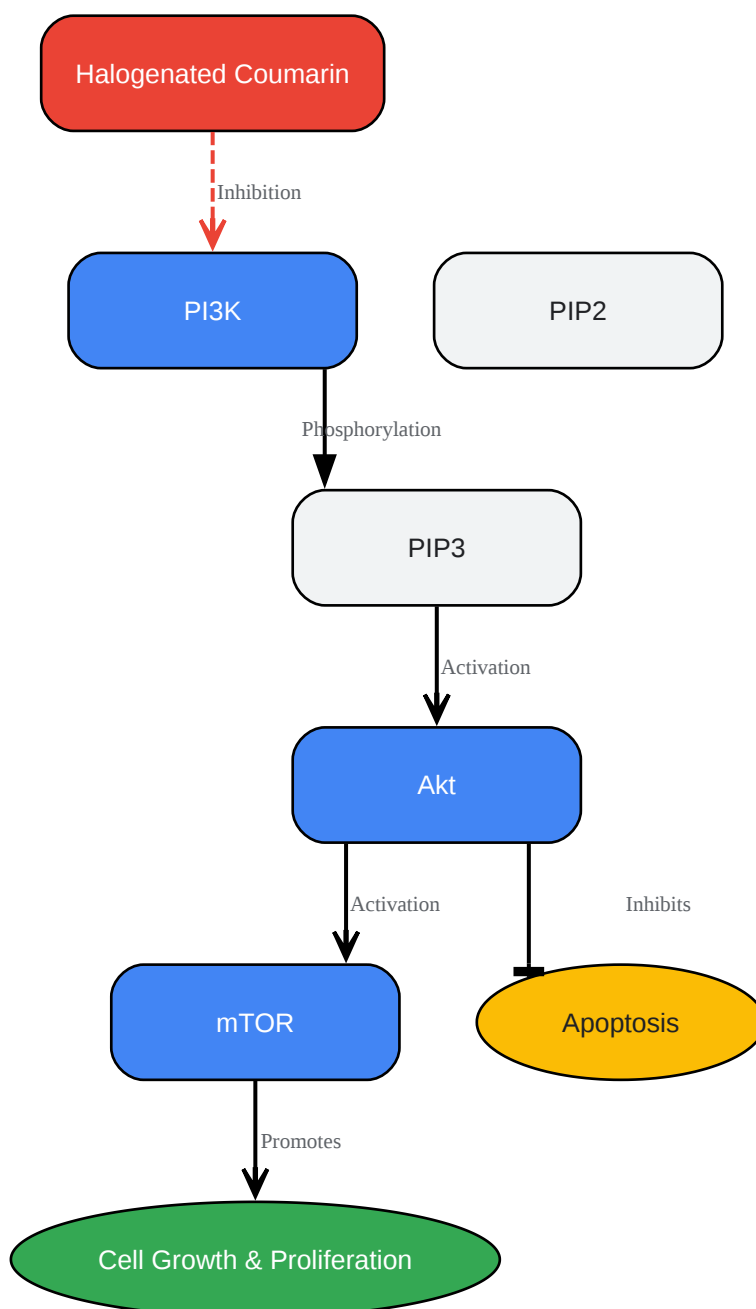 Halogenated Coumarin
Inhibition
PI3K
PIP2
Phosphorylation
PIP3
Activation
Akt
Activation
Inhibits
mTOR
Apoptosis
Promotes
Cell Growth & Proliferation